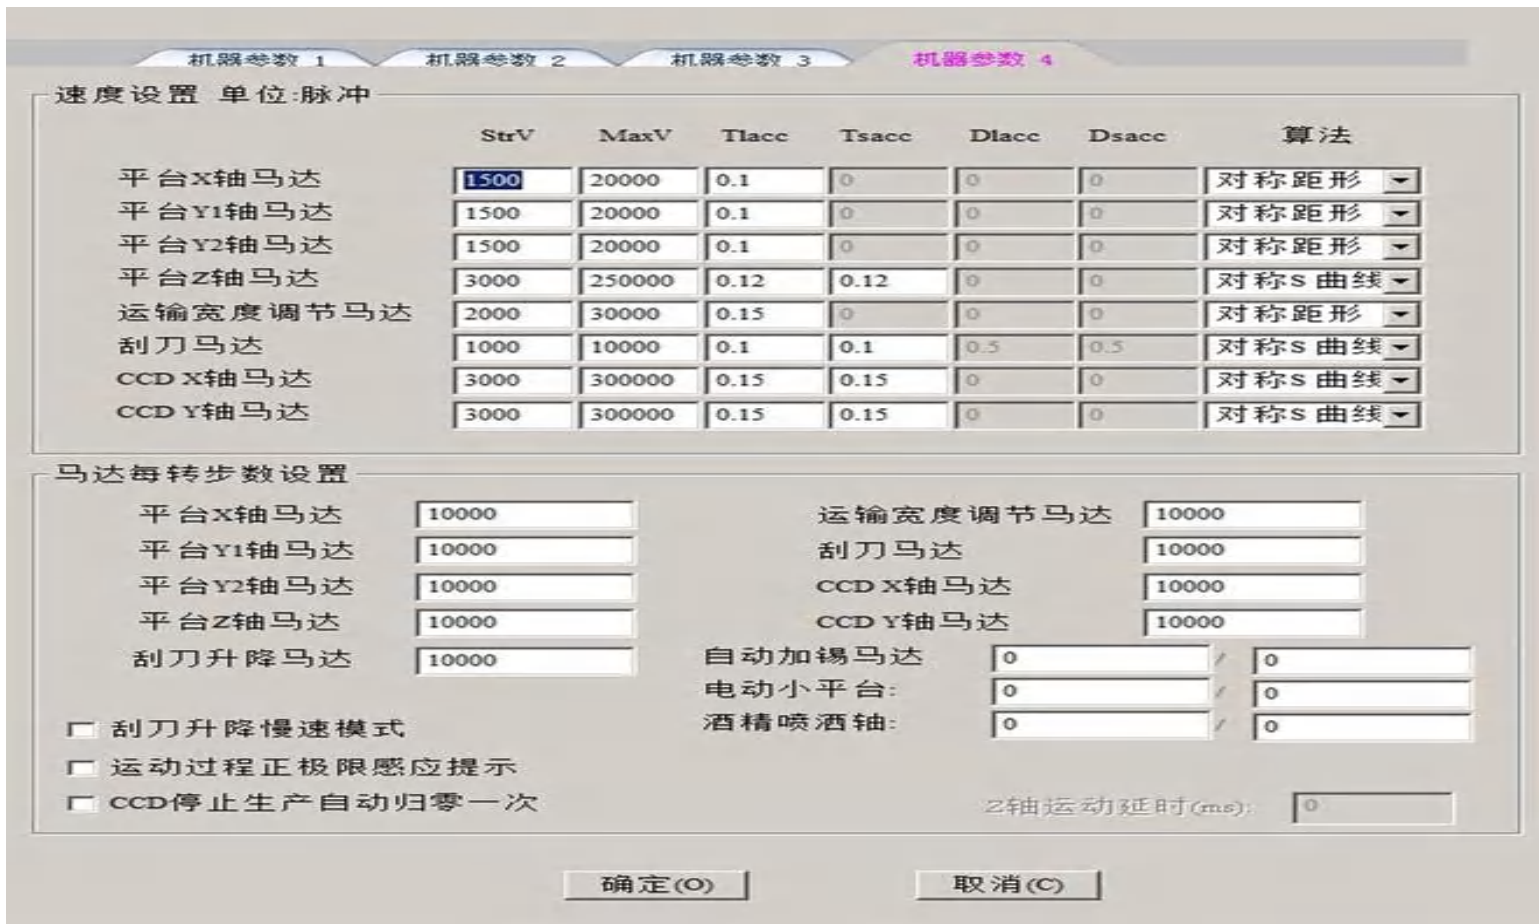 机器参数 1 机器参数 2 机器参数 3 机器参数 4
速度设置 单位:脉冲
StrV MaxV Tlacc Tsacc Dlacc Dsacc 算法
平台X轴马达 1500 20000 0.1 0 0 0 对称距形
平台Y1轴马达 1500 20000 0.1 0 0 0 对称距形
平台Y2轴马达 1500 20000 0.1 0 0 0 对称距形
平台Z轴马达 3000 250000 0.12 0.12 0 0 对称S 曲线
运输宽度调节马达 2000 30000 0.15 0 0 0 对称距形
刮刀马达 1000 10000 0.1 0.1 0.5 0.5 对称S 曲线
CCD X轴马达 3000 300000 0.15 0.15 0 0 对称S 曲线
CCD Y轴马达 3000 300000 0.15 0.15 0 0 对称S 曲线
马达每转步数设置
平台X轴马达 10000 运输宽度调节马达 10000
平台Y1轴马达 10000 刮刀马达 10000
平台Y2轴马达 10000 CCD X轴马达 10000
平台Z轴马达 10000 CCD Y轴马达 10000
刮刀升降马达 10000 自动加锡马达 0 / 0
电动小平台: 0 / 0
刮刀升降慢速模式 酒精喷洒轴: 0 / 0
运动过程正极限感应提示
CCD停止生产自动归零一次 Z轴运动延时(ms): 0
确定(O) 取消(C)